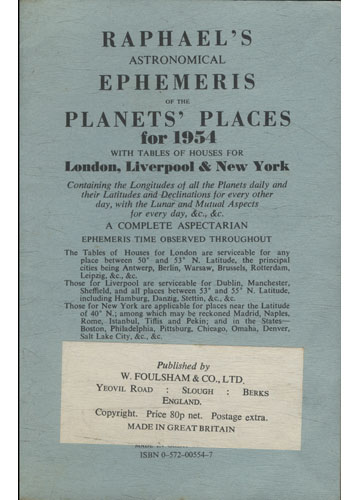 RAPHAEL'S
ASTRONOMICAL
EPHEMERIS
OF THE
PLANETS' PLACES
for 1954
WITH TABLES OF HOUSES FOR
London, Liverpool & New York
Containing the Longitudes of all the Planets daily and
their Latitudes and Declinations for every other
day, with the Lunar and Mutual Aspects
for every day, &c., &c.
A COMPLETE ASPECTARIAN
EPHEMERIS TIME OBSERVED THROUGHOUT
The Tables of Houses for London are serviceable for any
place between 50° and 53° N. Latitude, the principal
cities being Antwerp, Berlin, Warsaw, Brussels, Rotterdam,
Leipzig, &c., &c.
Those for Liverpool are serviceable for Dublin, Manchester,
Sheffield, and all places between 53° and 55° N. Latitude,
including Hamburg, Danzig, Stettin, &c., &c.
Those for New York are applicable for places near the Latitude
of 40° N.; among which may be reckoned Madrid, Naples,
Rome, Istanbul, Tiflis and Pekin; and in the States—
Boston, Philadelphia, Pittsburg, Chicago, Omaha, Denver,
Salt Lake City, &c., &c.
Published by
W. FOULSHAM & CO., LTD.
YEOVIL ROAD : SLOUGH : BERKS
ENGLAND.
Copyright. Price 80p net. Postage extra.
MADE IN GREAT BRITAIN
ISBN 0-572-00554-7